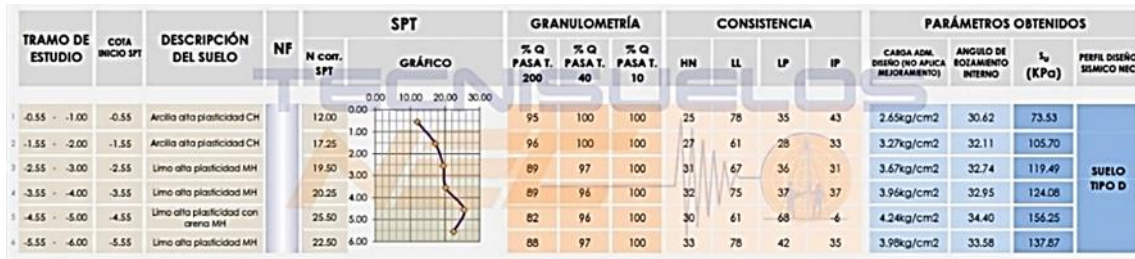 SPT GRANULOMETRÍA CONSISTENCIA PARÁMETROS OBTENIDOS
TRAMO DE ESTUDIO COTA INICIO SPT DESCRIPCIÓN DEL SUELO NF N corr. SPT GRÁFICO % Q PASA T. 200 % Q PASA T. 40 % Q PASA T. 10 HN LL LP IP CARGA ADM. DISEÑO (NO APLICA MEJORAMIENTO) ANGULO DE ROZAMIENTO INTERNO Su (KPa) PERFIL DISEÑO SISMICO NEC
TECNISUELOS
0.00 10.00 20.00 30.00
0.00
1.00
2.00
3.00
4.00
5.00
6.00
1 -0.55 - -1.00 -0.55 Arcilla alta plasticidad CH 12.00 95 100 100 25 78 35 43 2.65kg/cm2 30.62 73.53
2 -1.55 - -2.00 -1.55 Arcilla alta plasticidad CH 17.25 96 100 100 27 61 28 33 3.27kg/cm2 32.11 105.70
3 -2.55 - -3.00 -2.55 Limo alta plasticidad MH 19.50 89 97 100 31 67 36 31 3.67kg/cm2 32.74 119.49
4 -3.55 - -4.00 -3.55 Limo alta plasticidad MH 20.25 89 96 100 32 75 37 37 3.96kg/cm2 32.95 124.08
5 -4.55 - -5.00 -4.55 Limo alta plasticidad con arena MH 25.50 82 96 100 30 61 68 -6 4.24kg/cm2 34.40 156.25
6 -5.55 - -6.00 -5.55 Limo alta plasticidad MH 22.50 88 97 100 33 78 42 35 3.98kg/cm2 33.58 137.87
SUELO TIPO D